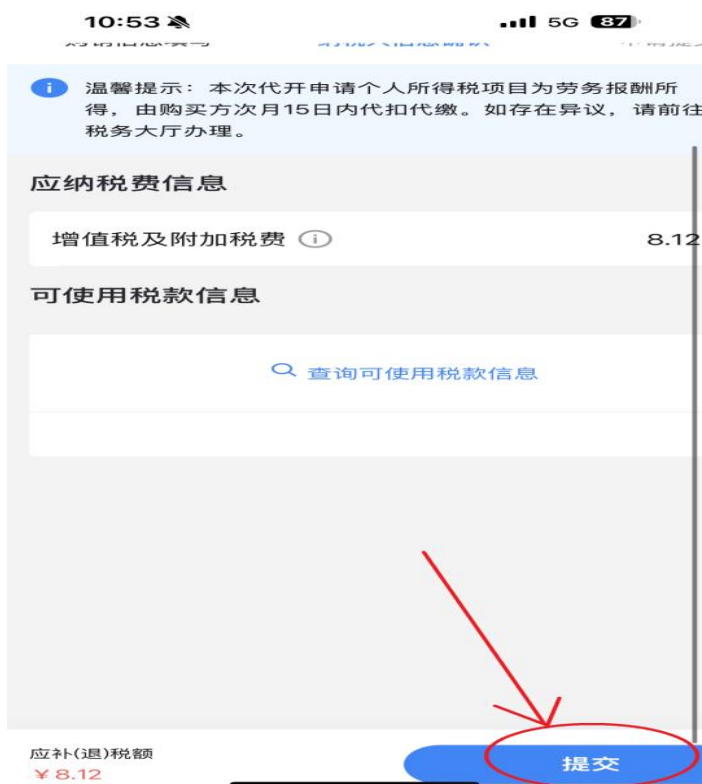 10:53
5G 87
温馨提示：本次代开申请个人所得税项目为劳务报酬所
得，由购买方次月15日内代扣代缴。如存在异议，请前往
税务大厅办理。
应纳税费信息
增值税及附加税费
8.12
可使用税款信息
查询可使用税款信息
应补(退)税额
¥8.12
提交